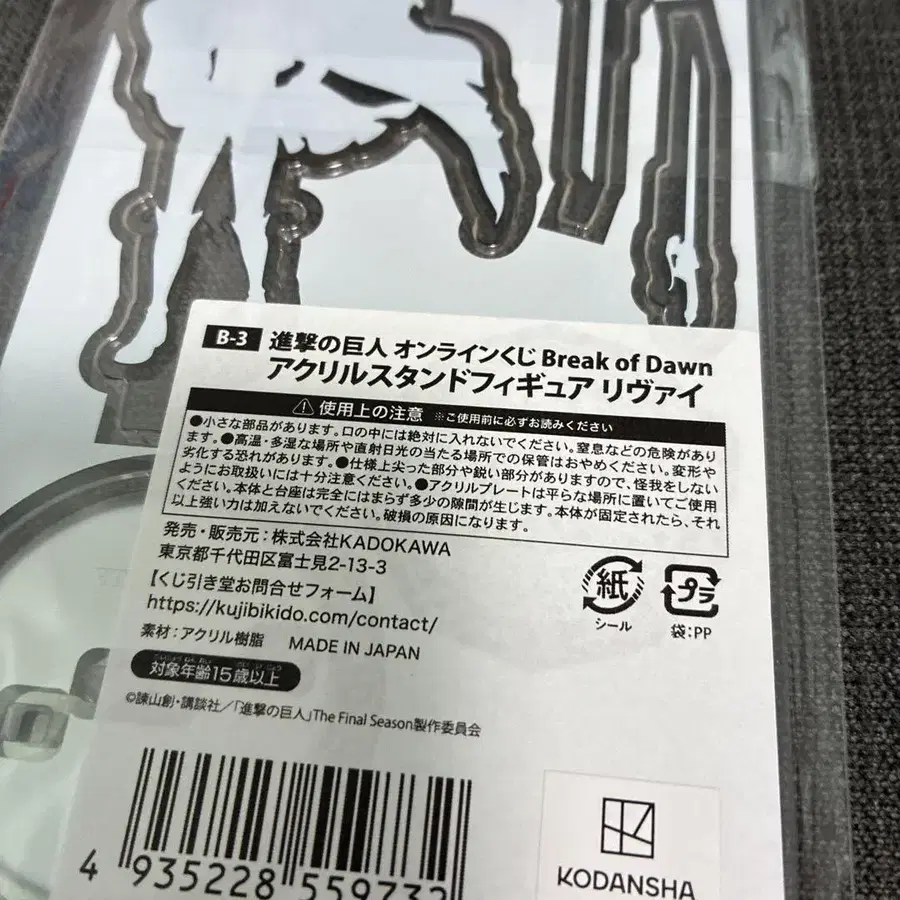 B-3 進撃の巨人 オンラインくじ Break of Dawn
アクリルスタンドフィギュア リヴァイ
⚠ 使用上の注意 ※ご使用前に必ずお読みください
●小さな部品があります。口の中には絶対に入れないでください。窒息などの危険があり
ます。●高温・多湿な場所や直射日光の当たる場所での保管はおやめください。変形や
劣化する恐れがあります。●仕様上尖った部分や鋭い部分がありますので、怪我をしない
ようにお取扱いには十分注意ください。●アクリルプレートは平らな場所に置いてご使用
ください。本体と台座は完全にはまらず多少の隙間が生じます。本体が固定されたら、それ
以上強い力は加えないでください。破損の原因になります。
発売・販売元：株式会社KADOKAWA
東京都千代田区富士見2-13-3
【くじ引き堂お問合せフォーム】
https://kujibikido.com/contact/
素材：アクリル樹脂 MADE IN JAPAN
対象年齢15歳以上
紙
シール
プラ
袋：PP
©諫山創・講談社／「進撃の巨人」The Final Season製作委員会
4 935228 559732
KODANSHA